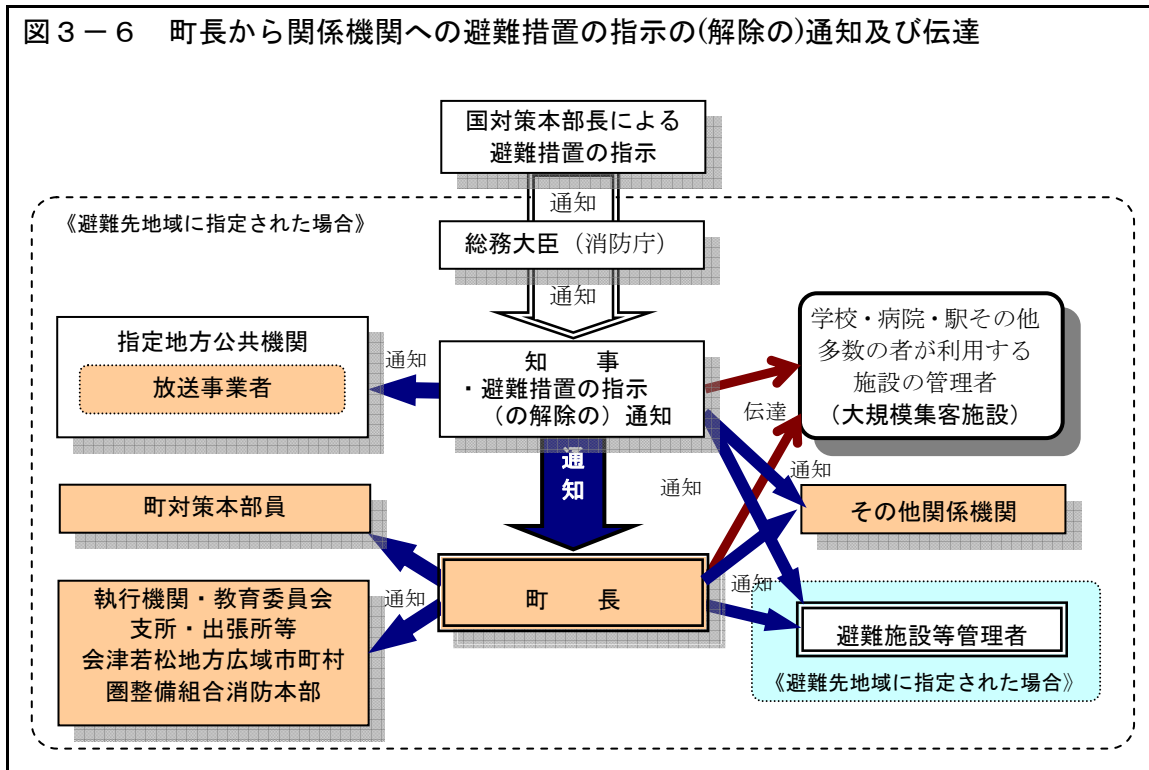 図３－６ 町長から関係機関への避難措置の指示の(解除の)通知及び伝達
国対策本部長による
避難措置の指示
通知
《避難先地域に指定された場合》
総務大臣（消防庁）
通知
指定地方公共機関
放送事業者
通知
知　　事
・避難措置の指示
（の解除の）通知
学校・病院・駅その他
多数の者が利用する
施設の管理者
（大規模集客施設）
伝達
通知
通知
通知
町対策本部員
その他関係機関
執行機関・教育委員会
支所・出張所等
会津若松地方広域市町村
圏整備組合消防本部
通知
町　　長
通知
避難施設等管理者
《避難先地域に指定された場合》